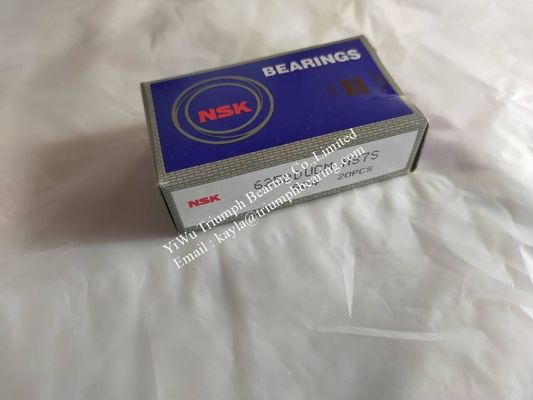 BEARINGS
NSK
NSK
20PCS
YiWu Triumph Bearing Co.,Limited
Email : kayla@triumphbearing.com